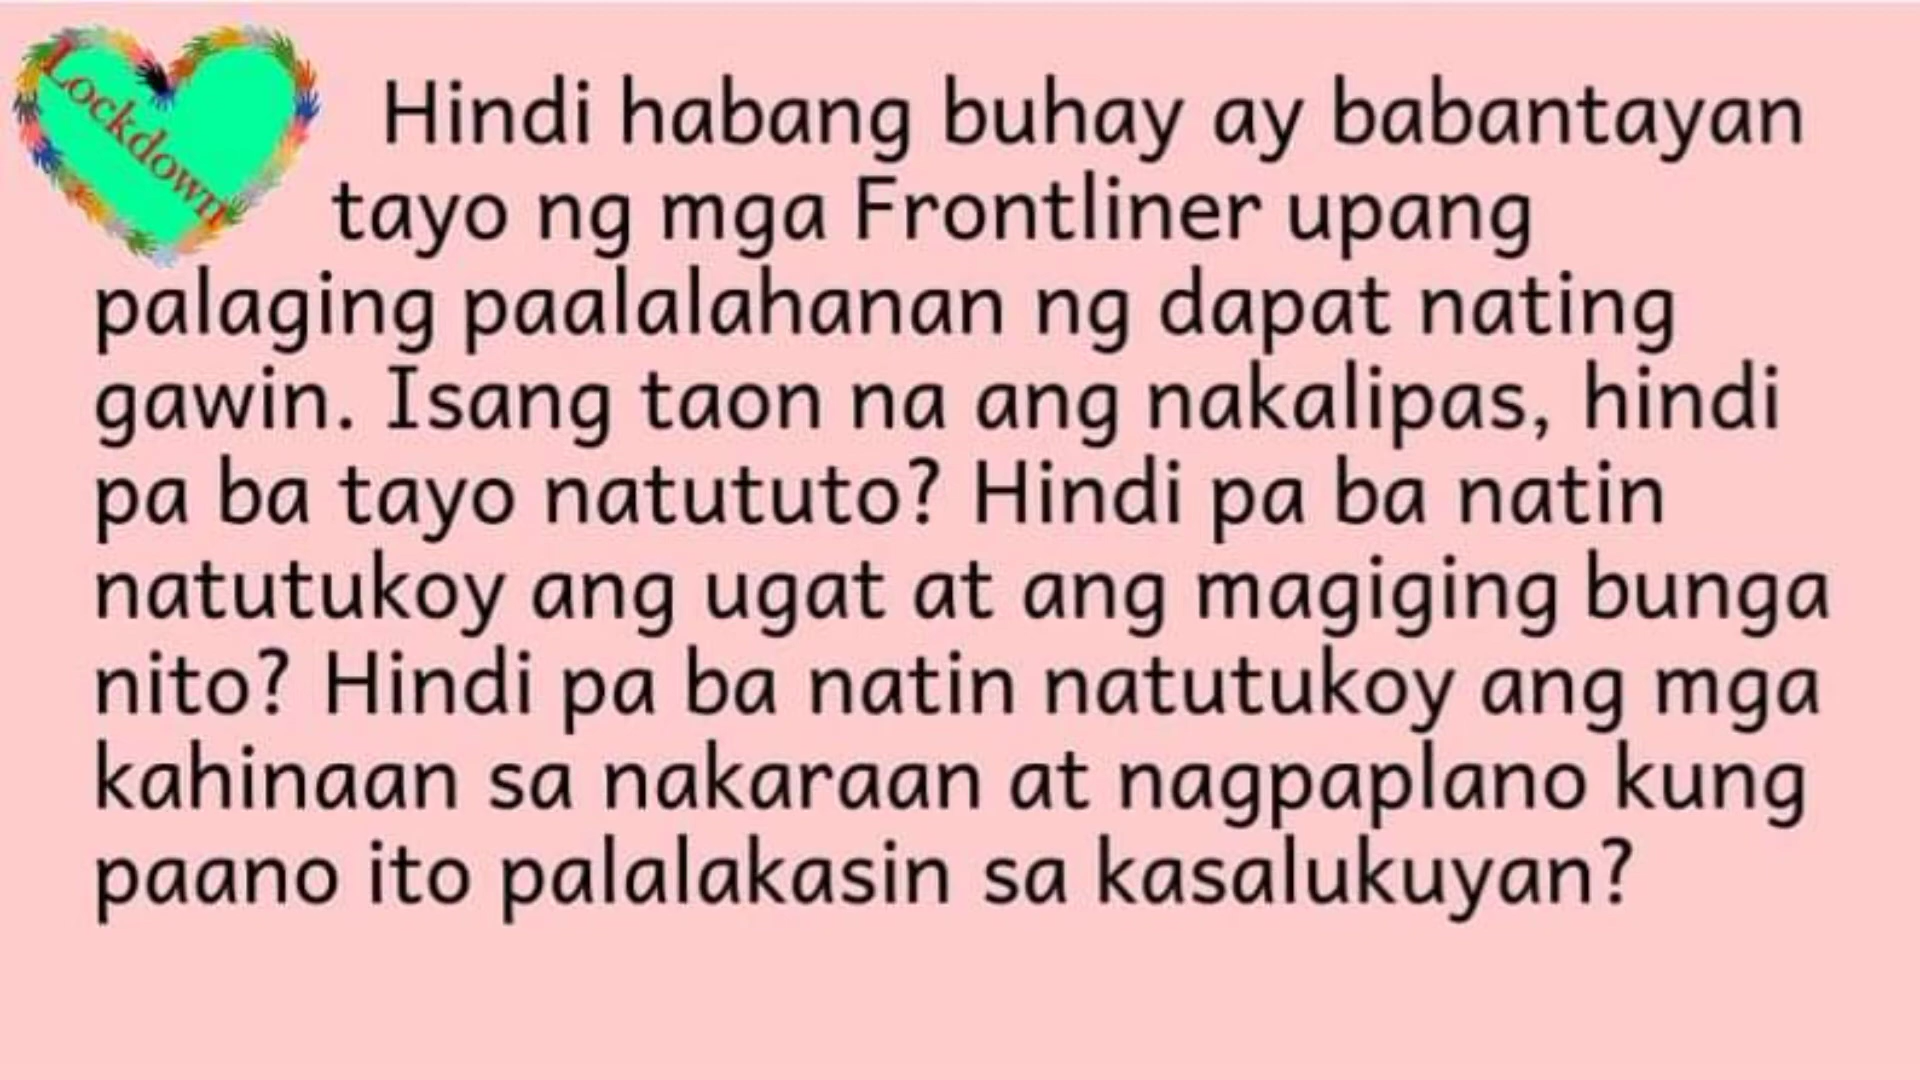 Lockdown
Hindi habang buhay ay babantayan
tayo ng mga Frontliner upang
palaging paalalahanan ng dapat nating
gawin. Isang taon na ang nakalipas, hindi
pa ba tayo natututo? Hindi pa ba natin
natutukoy ang ugat at ang magiging bunga
nito? Hindi pa ba natin natutukoy ang mga
kahinaan sa nakaraan at nagpaplano kung
paano ito palalakasin sa kasalukuyan?